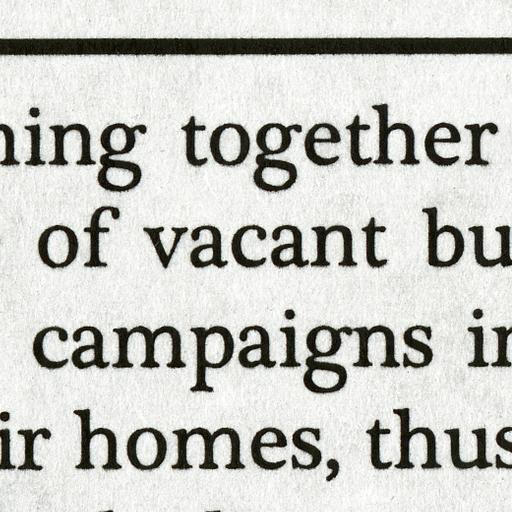 ning together
of vacant bu
campaigns in
ir homes, thus